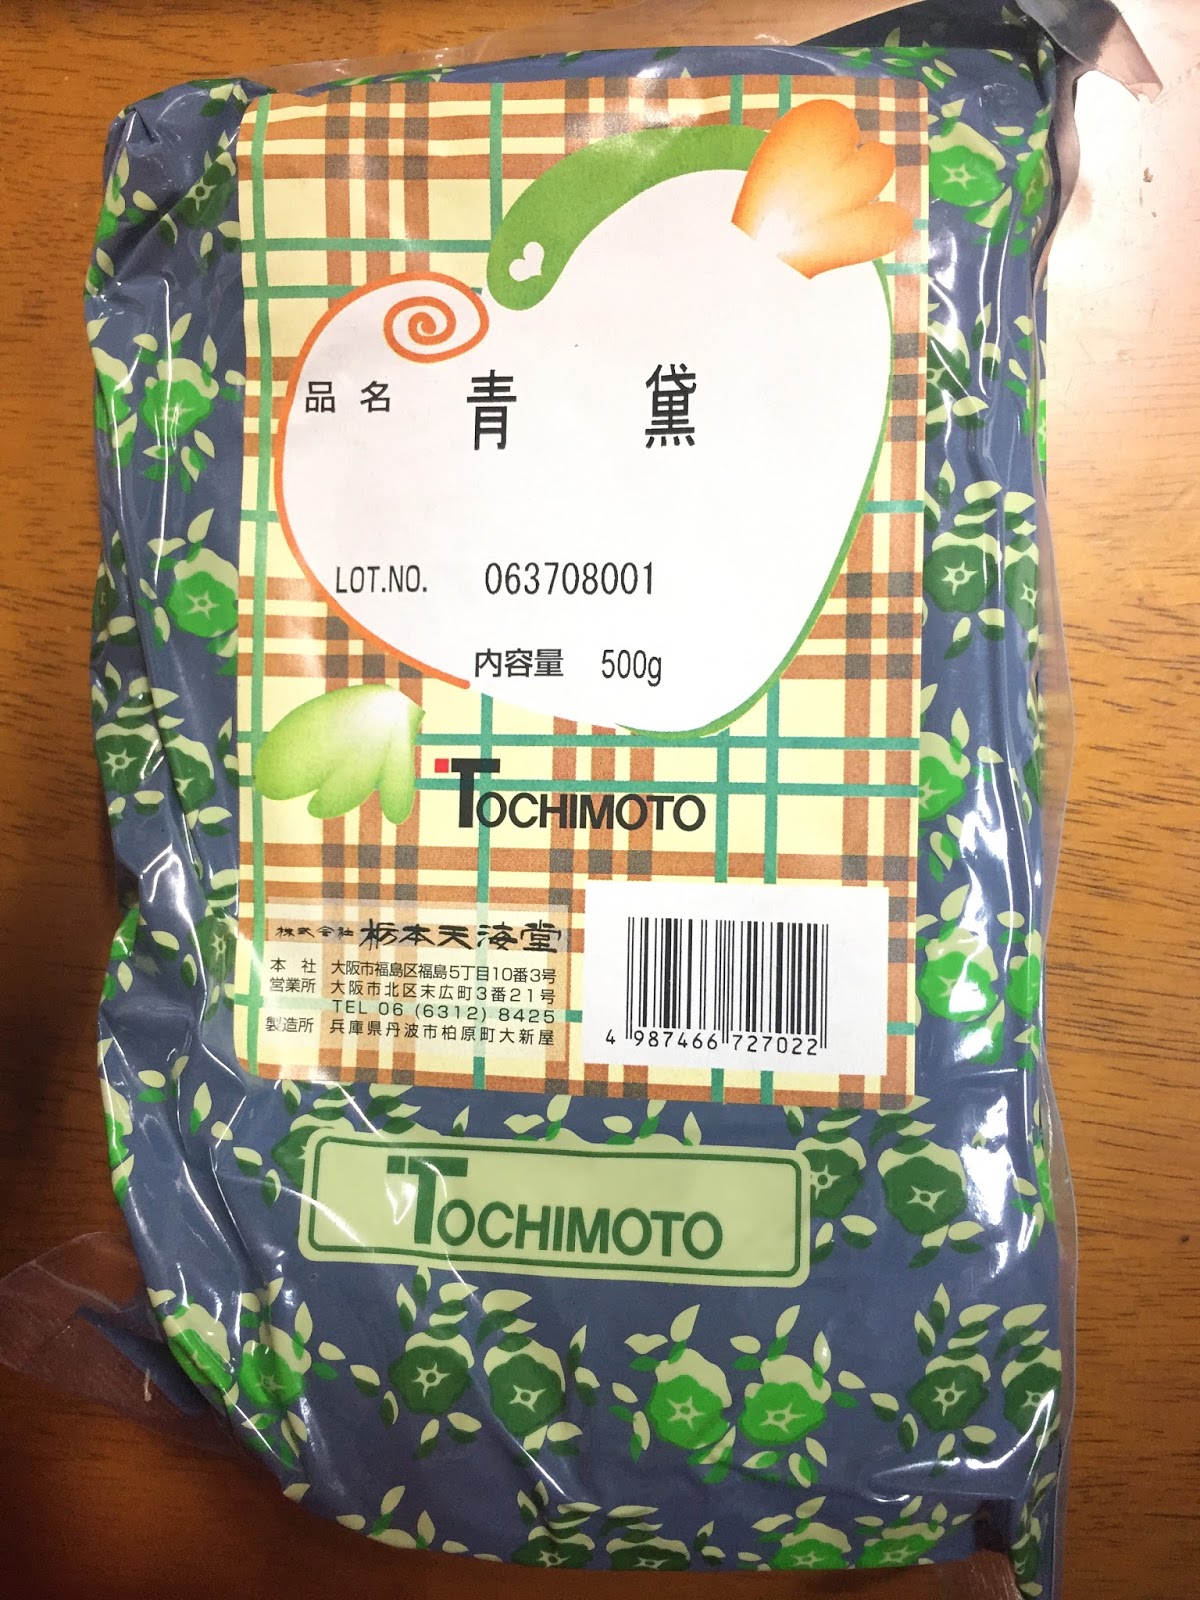 品名 青黛
LOT.NO. 063708001
内容量 500g
TOCHIMOTO
株式会社 栃本天海堂
本社 大阪市福島区福島5丁目10番3号
営業所 大阪市北区末広町3番21号
TEL 06 (6312) 8425
製造所 兵庫県丹波市柏原町大新屋
4 987466 727022
TOCHIMOTO